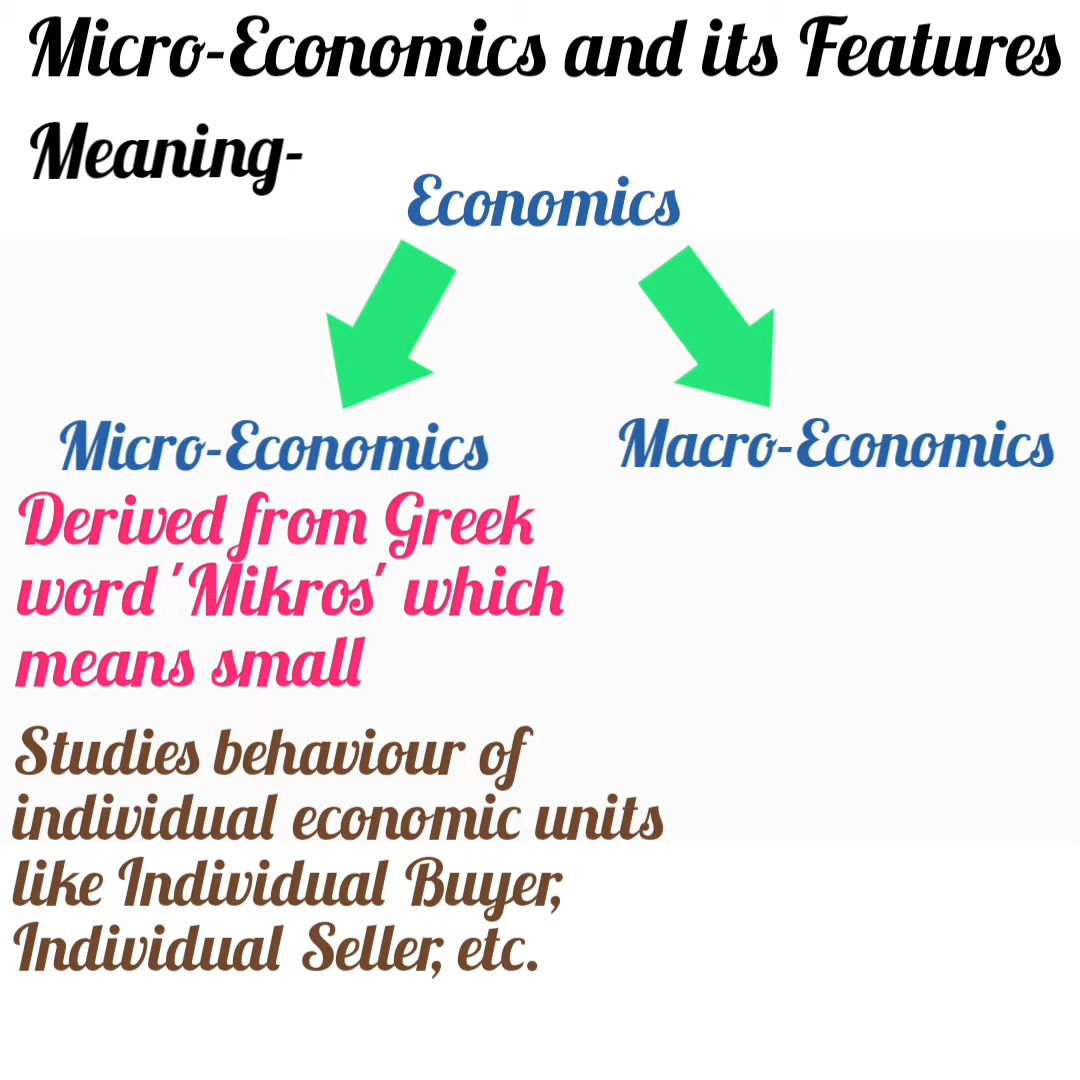 Micro-Economics and its Features
Meaning-
Economics
Micro-Economics
Macro-Economics
Derived from Greek
word 'Mikros' which
means small
Studies behaviour of
individual economic units
like Individual Buyer,
Individual Seller, etc.